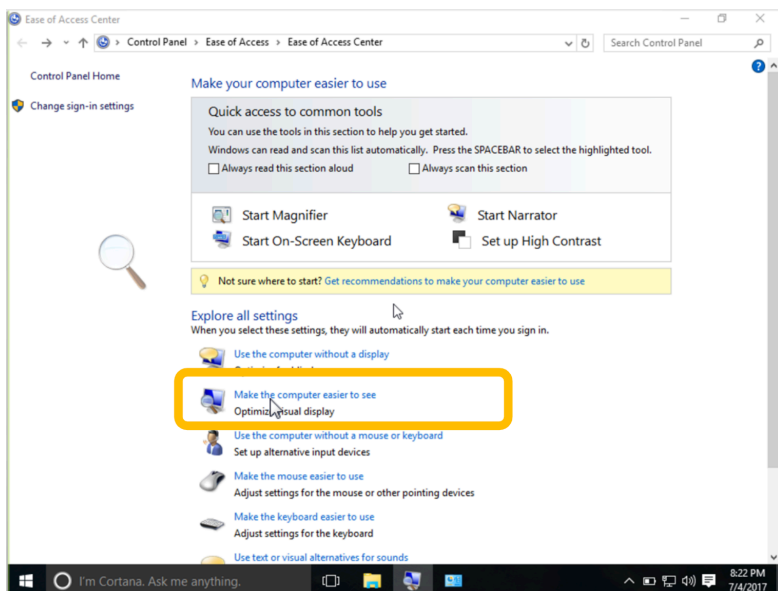 Ease of Access Center
Control Panel > Ease of Access > Ease of Access Center
Search Control Panel
Control Panel Home
Change sign-in settings
Make your computer easier to use
Quick access to common tools
You can use the tools in this section to help you get started.
Windows can read and scan this list automatically. Press the SPACEBAR to select the highlighted tool.
Always read this section aloud
Always scan this section
Start Magnifier
Start Narrator
Start On-Screen Keyboard
Set up High Contrast
Not sure where to start? Get recommendations to make your computer easier to use
Explore all settings
When you select these settings, they will automatically start each time you sign in.
Use the computer without a display
Make the computer easier to see
Optimize visual display
Use the computer without a mouse or keyboard
Set up alternative input devices
Make the mouse easier to use
Adjust settings for the mouse or other pointing devices
Make the keyboard easier to use
Adjust settings for the keyboard
Use text or visual alternatives for sounds
I'm Cortana. Ask me anything.
8:22 PM
7/4/2017